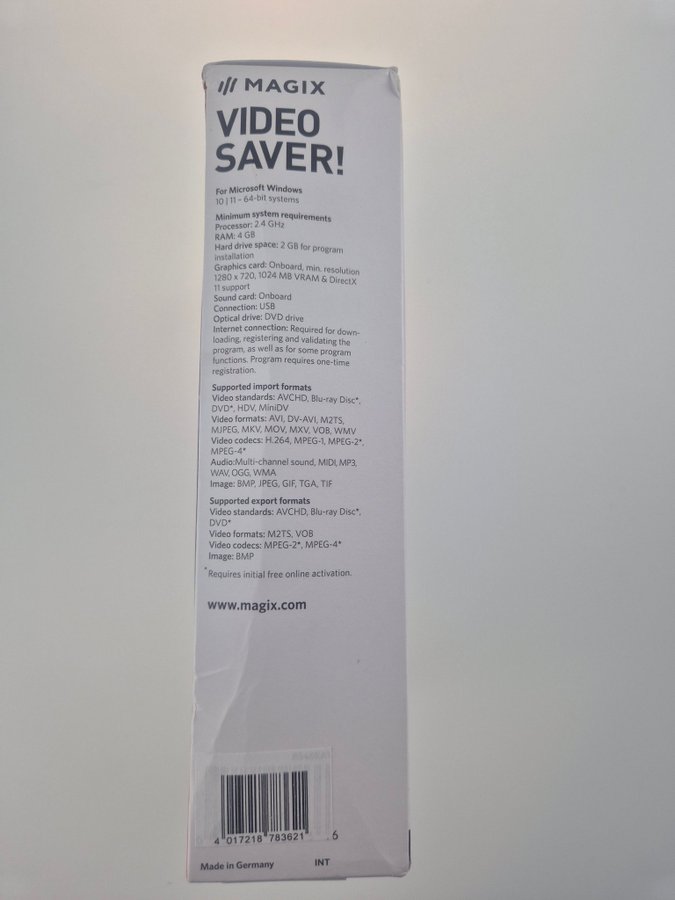 MAGIX
VIDEO
SAVER!
For Microsoft Windows
10 | 11 – 64-bit systems
Minimum system requirements
Processor: 2.4 GHz
RAM: 4 GB
Hard drive space: 2 GB for program
installation
Graphics card: Onboard, min. resolution
1280 x 720, 1024 MB VRAM & DirectX
11 support
Sound card: Onboard
Connection: USB
Optical drive: DVD drive
Internet connection: Required for down-
loading, registering and validating the
program, as well as for some program
functions. Program requires one-time
registration.
Supported import formats
Video standards: AVCHD, Blu-ray Disc*,
DVD*, HDV, MiniDV
Video formats: AVI, DV-AVI, M2TS,
MJPEG, MKV, MOV, MXV, VOB, WMV
Video codecs: H.264, MPEG-1, MPEG-2*,
MPEG-4*
Audio:Multi-channel sound, MIDI, MP3,
WAV, OGG, WMA
Image: BMP, JPEG, GIF, TGA, TIF
Supported export formats
Video standards: AVCHD, Blu-ray Disc*,
DVD*
Video formats: M2TS, VOB
Video codecs: MPEG-2*, MPEG-4*
Image: BMP
*Requires initial free online activation.
www.magix.com
4 017218 783621 6
Made in Germany INT